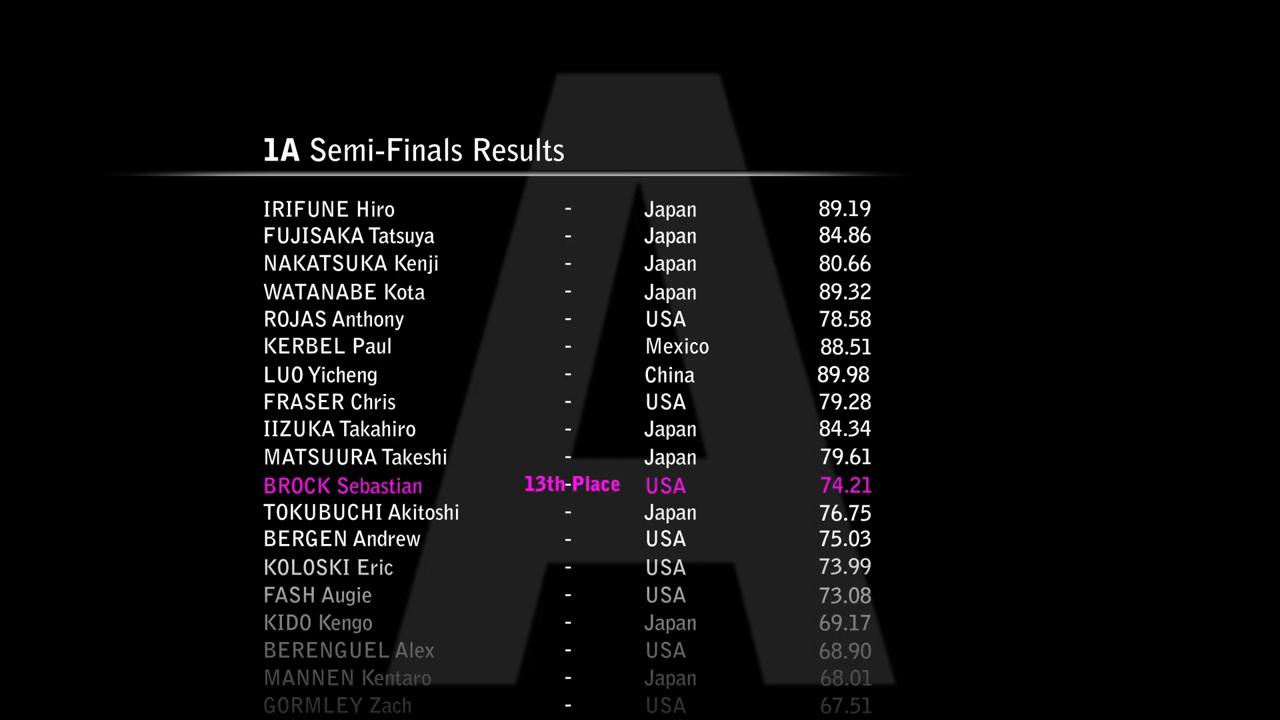 1A Semi-Finals Results
IRIFUNE Hiro - Japan 89.19
FUJISAKA Tatsuya - Japan 84.86
NAKATSUKA Kenji - Japan 80.66
WATANABE Kota - Japan 89.32
ROJAS Anthony - USA 78.58
KERBEL Paul - Mexico 88.51
LUO Yicheng - China 89.98
FRASER Chris - USA 79.28
IIZUKA Takahiro - Japan 84.34
MATSUURA Takeshi - Japan 79.61
BROCK Sebastian 13th-Place USA 74.21
TOKUBUCHI Akitoshi - Japan 76.75
BERGEN Andrew - USA 75.03
KOLOSKI Eric - USA 73.99
FASH Augie - USA 73.08
KIDO Kengo - Japan 69.17
BERENGUEL Alex - USA 68.90
MANNEN Kentaro - Japan 68.01
GORMLEY Zach - USA 67.51
A